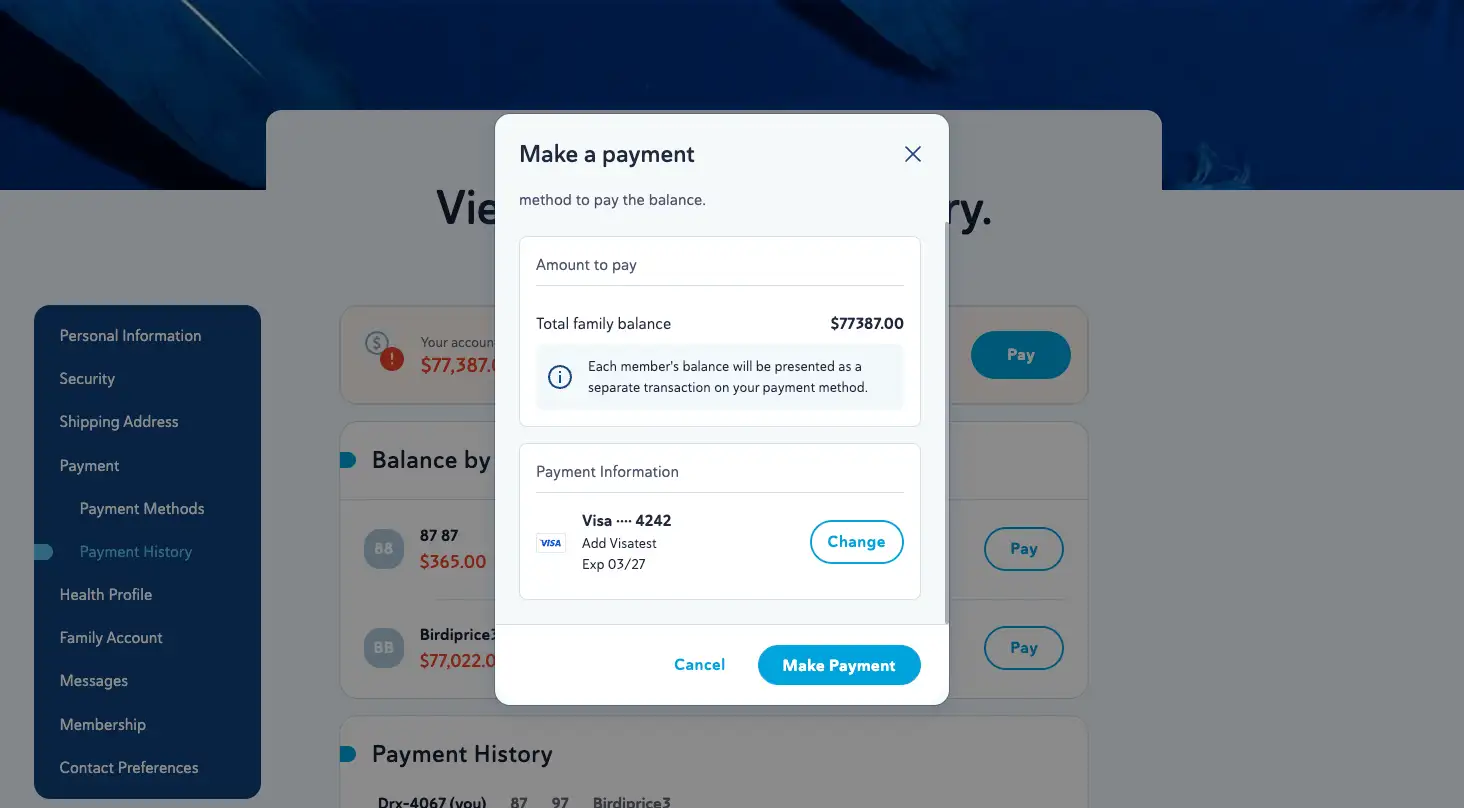 Make a payment
method to pay the balance.
Vie
ry.
Amount to pay
Total family balance
$77387.00
Each member's balance will be presented as a
separate transaction on your payment method.
Payment Information
VISA
Visa ···· 4242
Add Visatest
Exp 03/27
Change
Cancel
Make Payment
Personal Information
Security
Shipping Address
Payment
Payment Methods
Payment History
Health Profile
Family Account
Messages
Membership
Contact Preferences
$
!
Your accoun
$77,387.
Pay
Balance by
88
87 87
$365.00
Pay
BB
Birdiprice3
$77,022.0
Pay
Payment History
Drx-4067 (you) 87 97 Birdiprice3